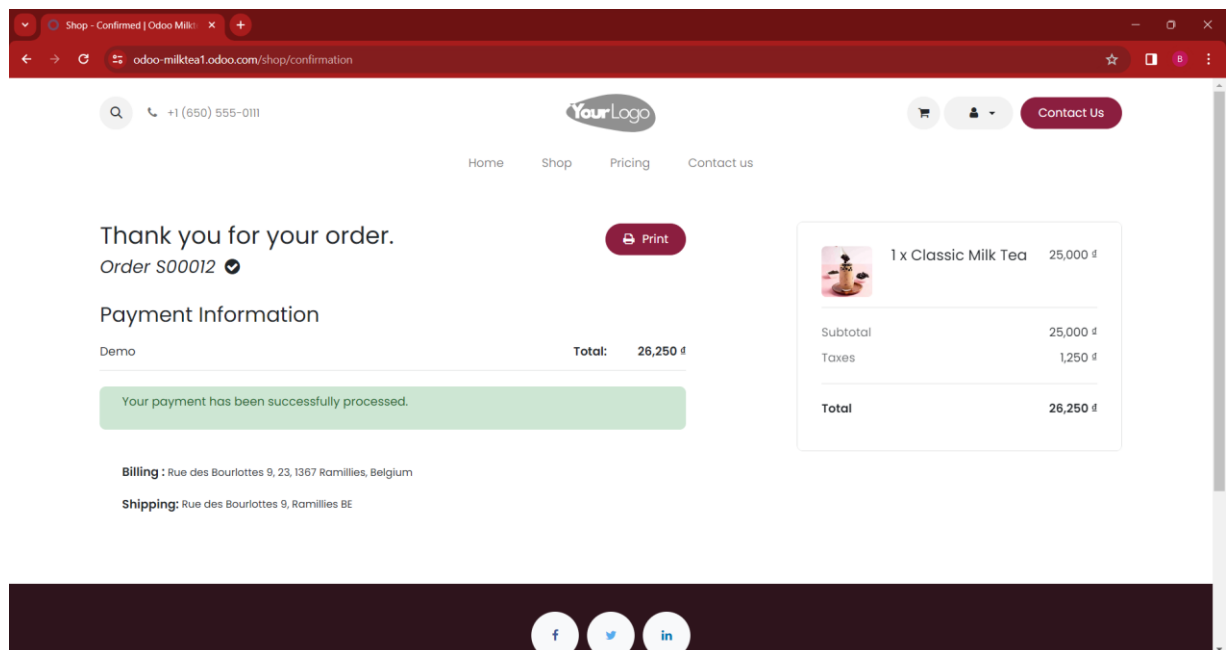 Shop - Confirmed | Odoo Milkt
odoo-milktea1.odoo.com/shop/confirmation
B
+1 (650) 555-0111
YourLogo
Contact Us
Home Shop Pricing Contact us
Thank you for your order.
Print
Order S00012
Payment Information
Demo Total: 26,250 ₫
Your payment has been successfully processed.
Billing : Rue des Bourlottes 9, 23, 1367 Ramillies, Belgium
Shipping: Rue des Bourlottes 9, Ramillies BE
1 x Classic Milk Tea 25,000 ₫
Subtotal 25,000 ₫
Taxes 1,250 ₫
Total 26,250 ₫
f in